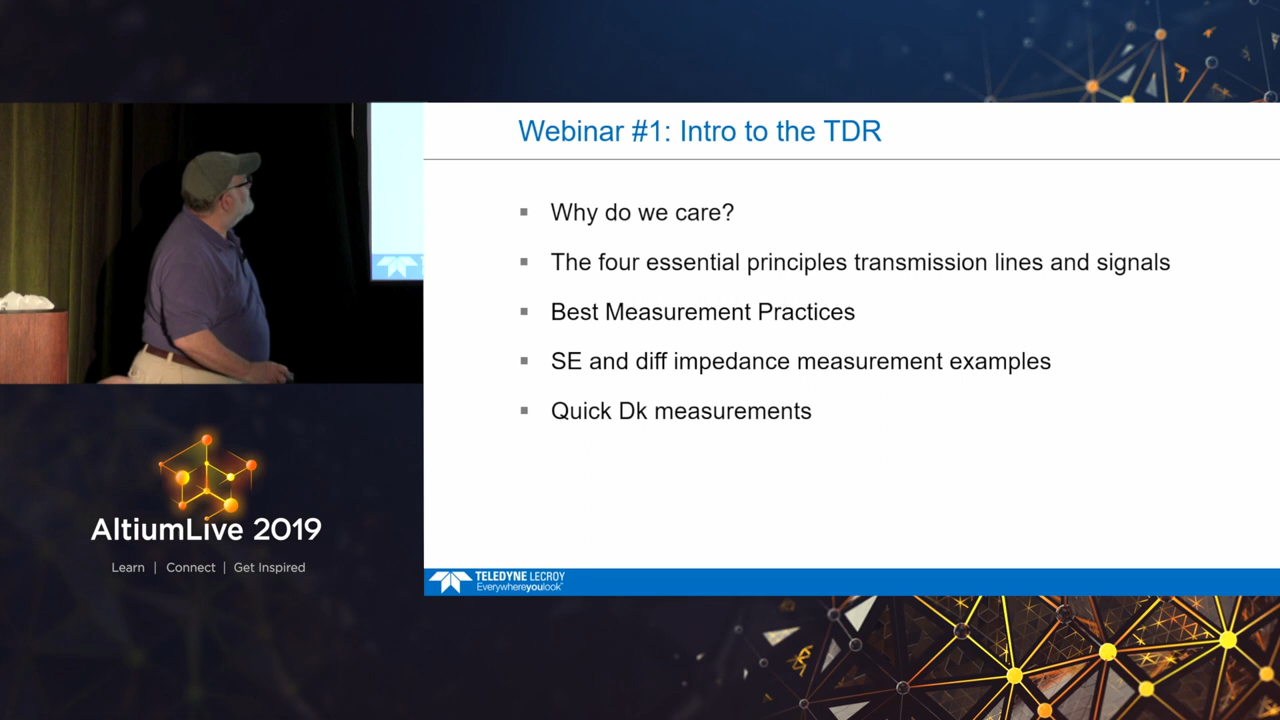 Webinar #1: Intro to the TDR
▪ Why do we care?
▪ The four essential principles transmission lines and signals
▪ Best Measurement Practices
▪ SE and diff impedance measurement examples
▪ Quick Dk measurements
TELEDYNE LECROY
Everywhereyoulook™
AltiumLive 2019
Learn | Connect | Get Inspired